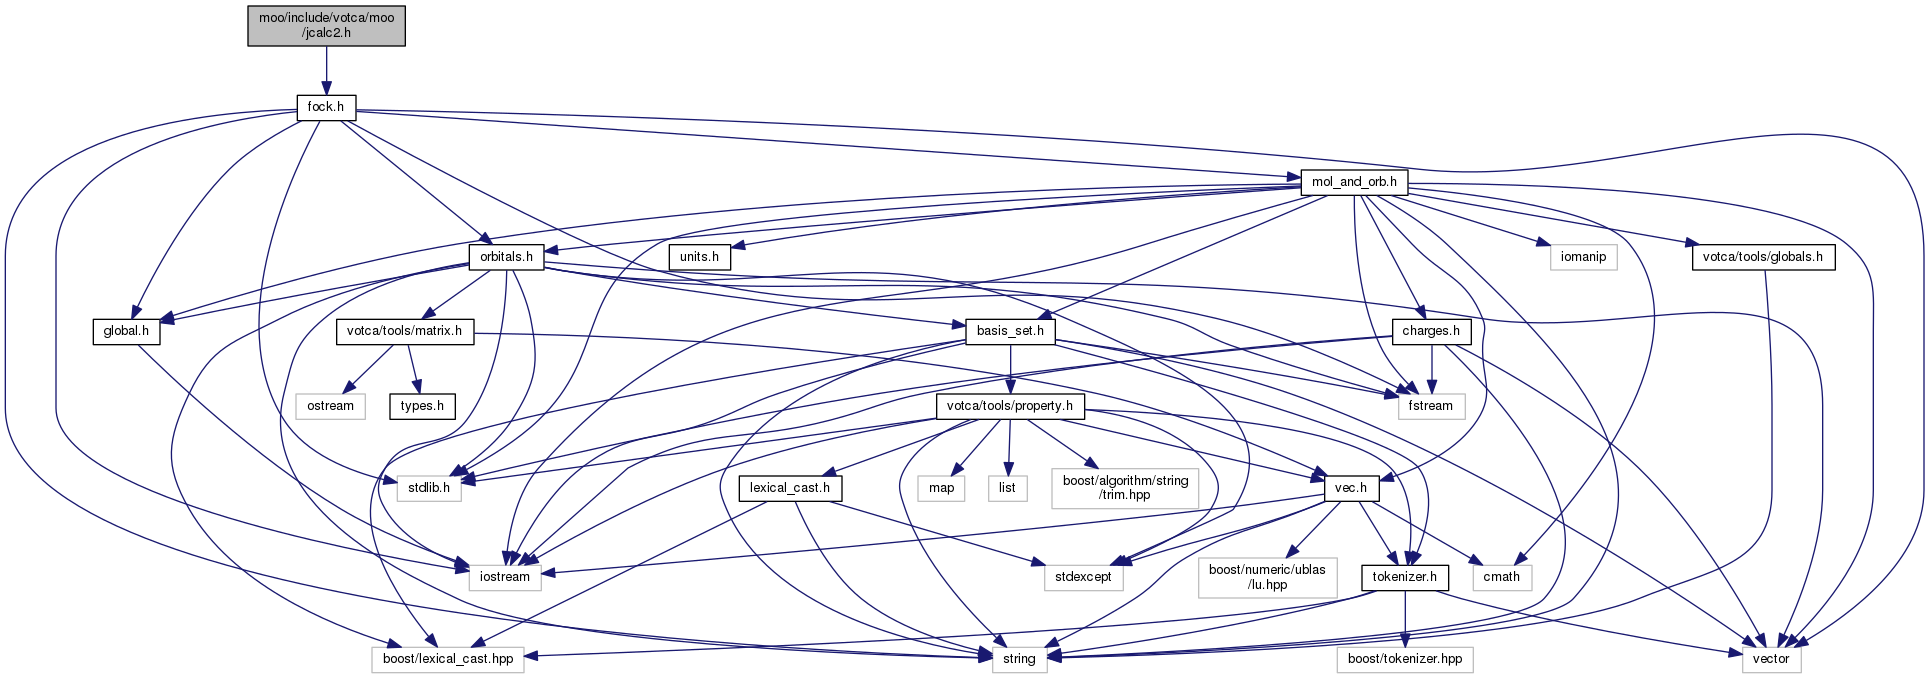 moo/include/votca/moo
/jcalc2.h
fock.h
mol_and_orb.h
orbitals.h
units.h
iomanip
votca/tools/globals.h
global.h
votca/tools/matrix.h
basis_set.h
charges.h
ostream
types.h
votca/tools/property.h
fstream
stdlib.h
lexical_cast.h
map
list
boost/algorithm/string
/trim.hpp
vec.h
iostream
stdexcept
boost/numeric/ublas
/lu.hpp
tokenizer.h
cmath
boost/lexical_cast.hpp
string
boost/tokenizer.hpp
vector